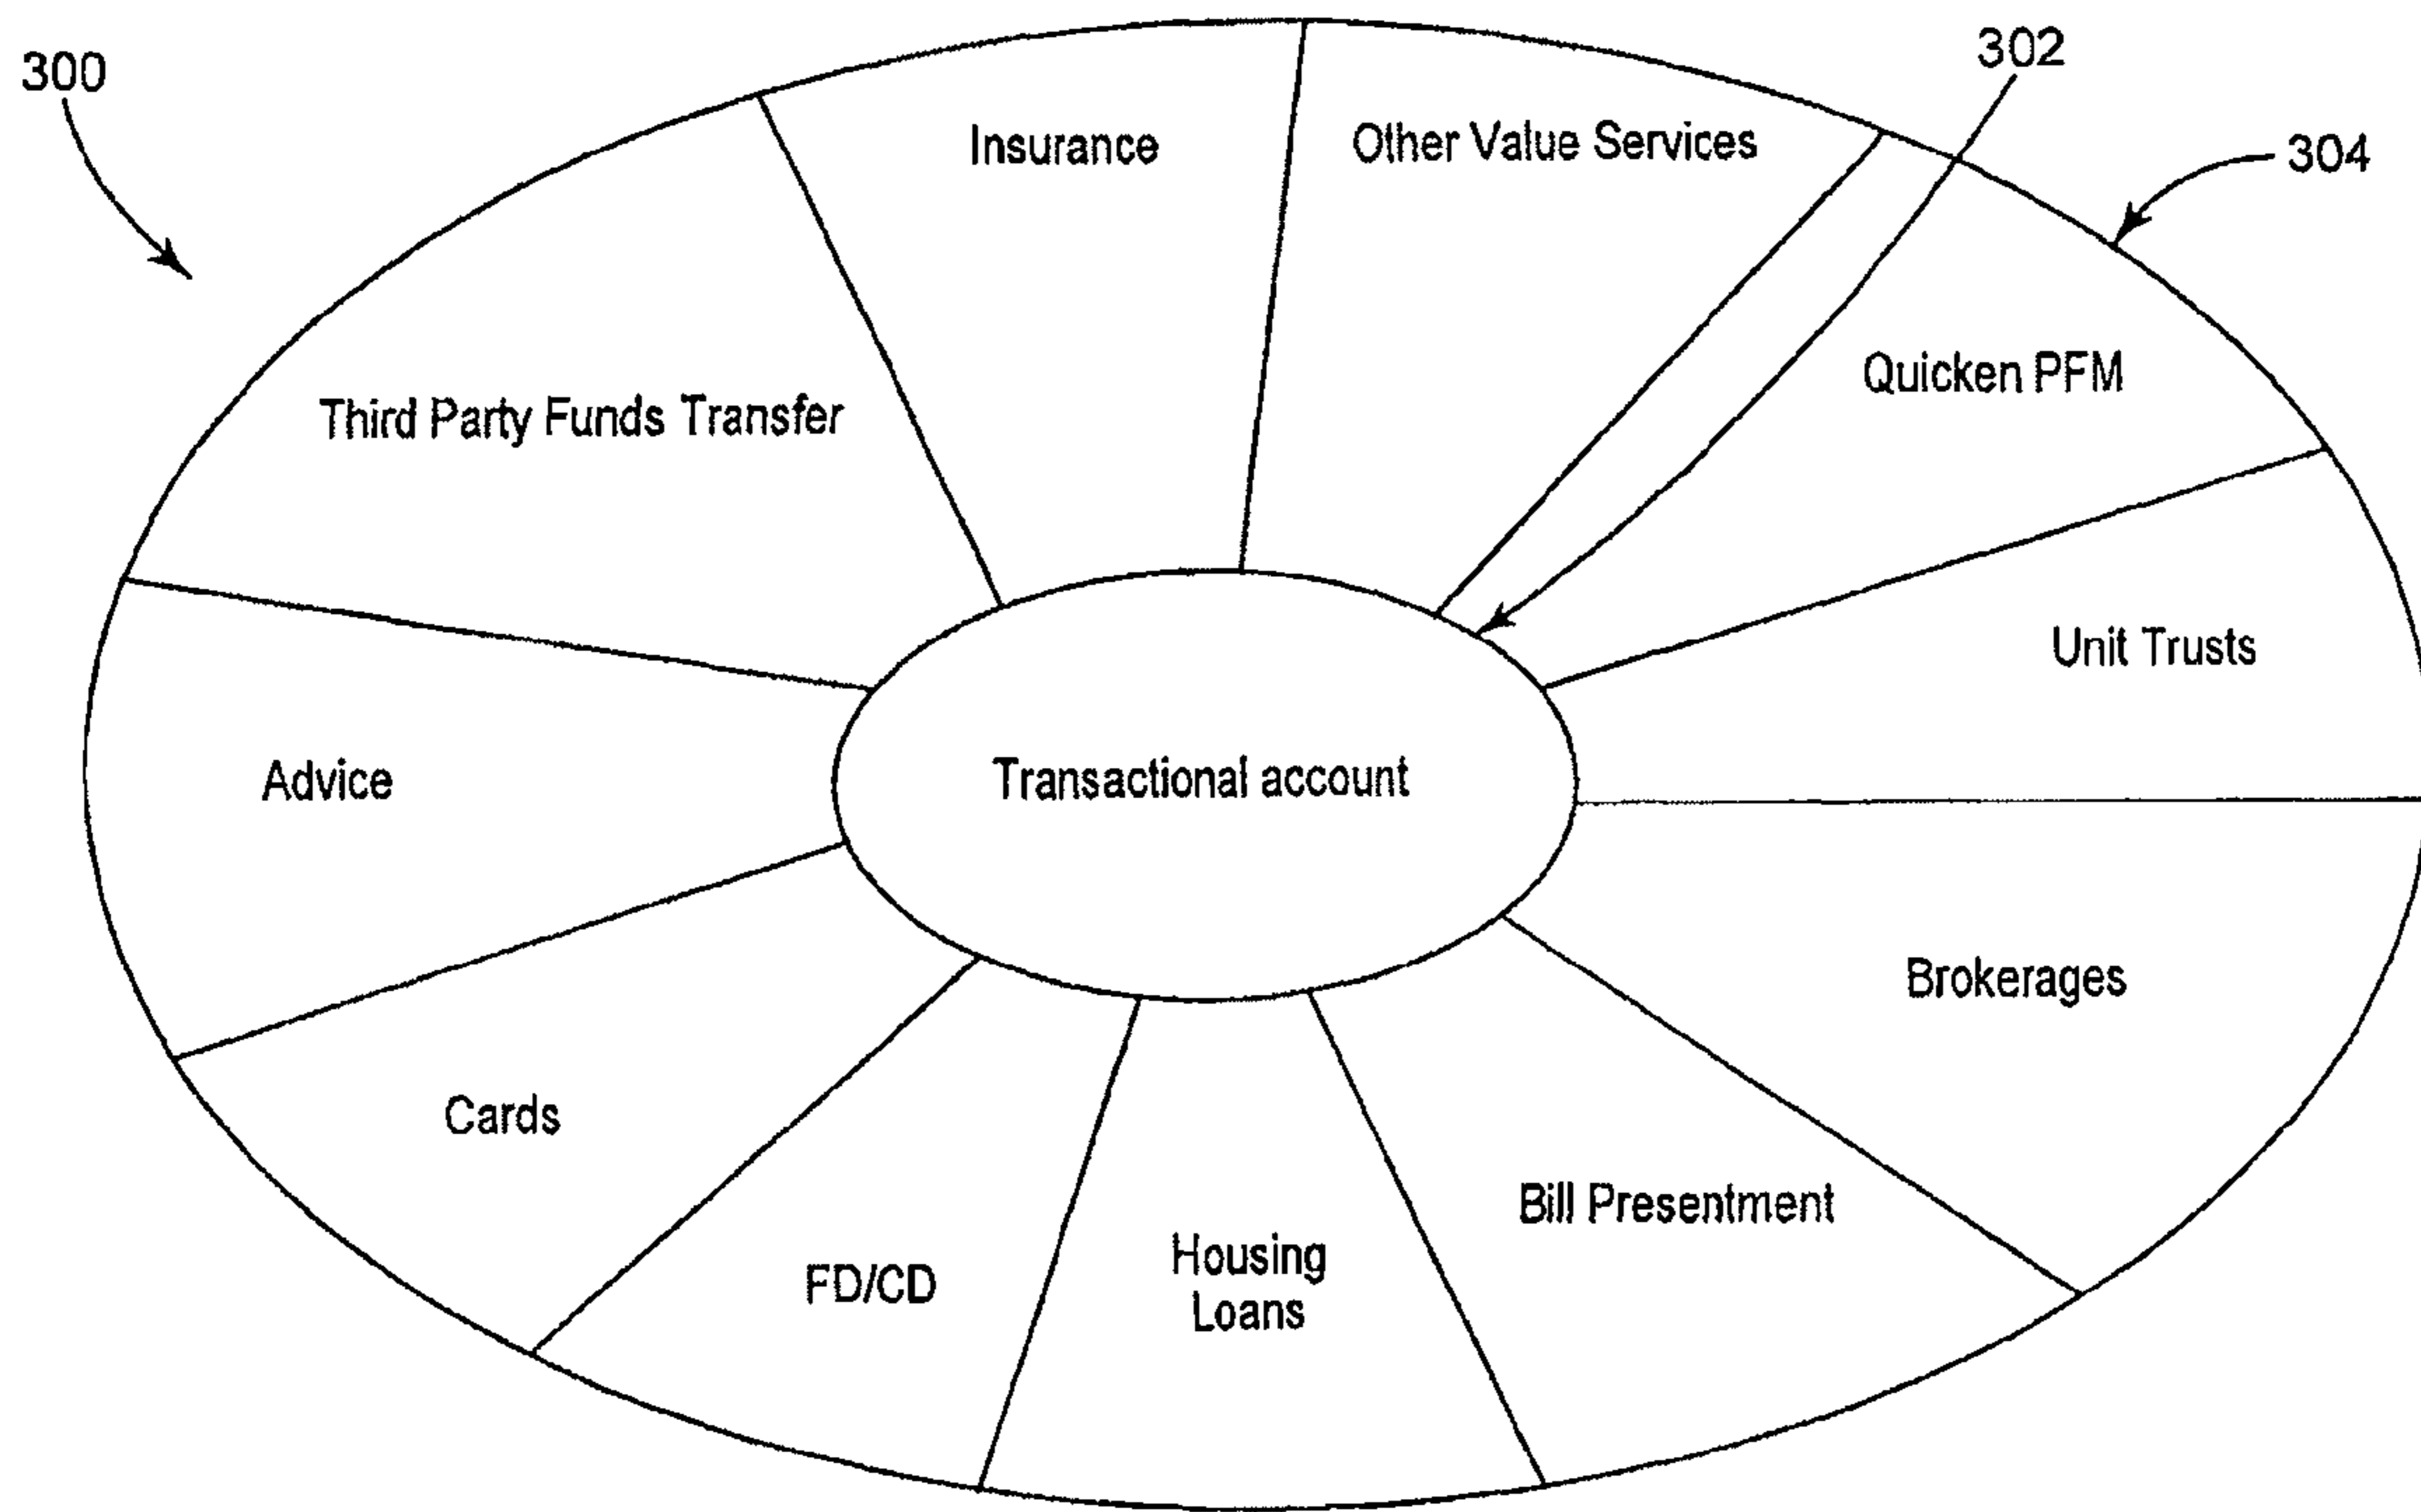 300
302
304
Insurance
Other Value Services
Quicken PFM
Third Party Funds Transfer
Unit Trusts
Advice
Transactional account
Brokerages
Cards
Bill Presentment
FD/CD
Housing
Loans